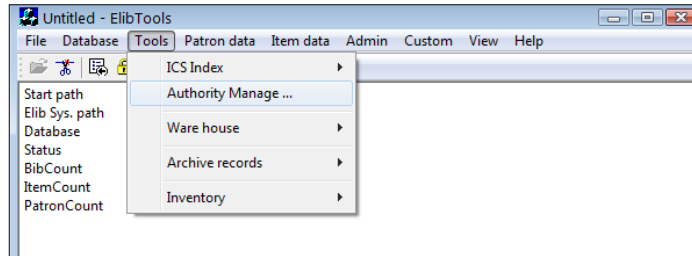 Untitled - ElibTools
File Database Tools Patron data Item data Admin Custom View Help
ICS Index
Start path
Authority Manage ...
Elib Sys. path
Database
Ware house
Status
BibCount
Archive records
ItemCount
PatronCount
Inventory